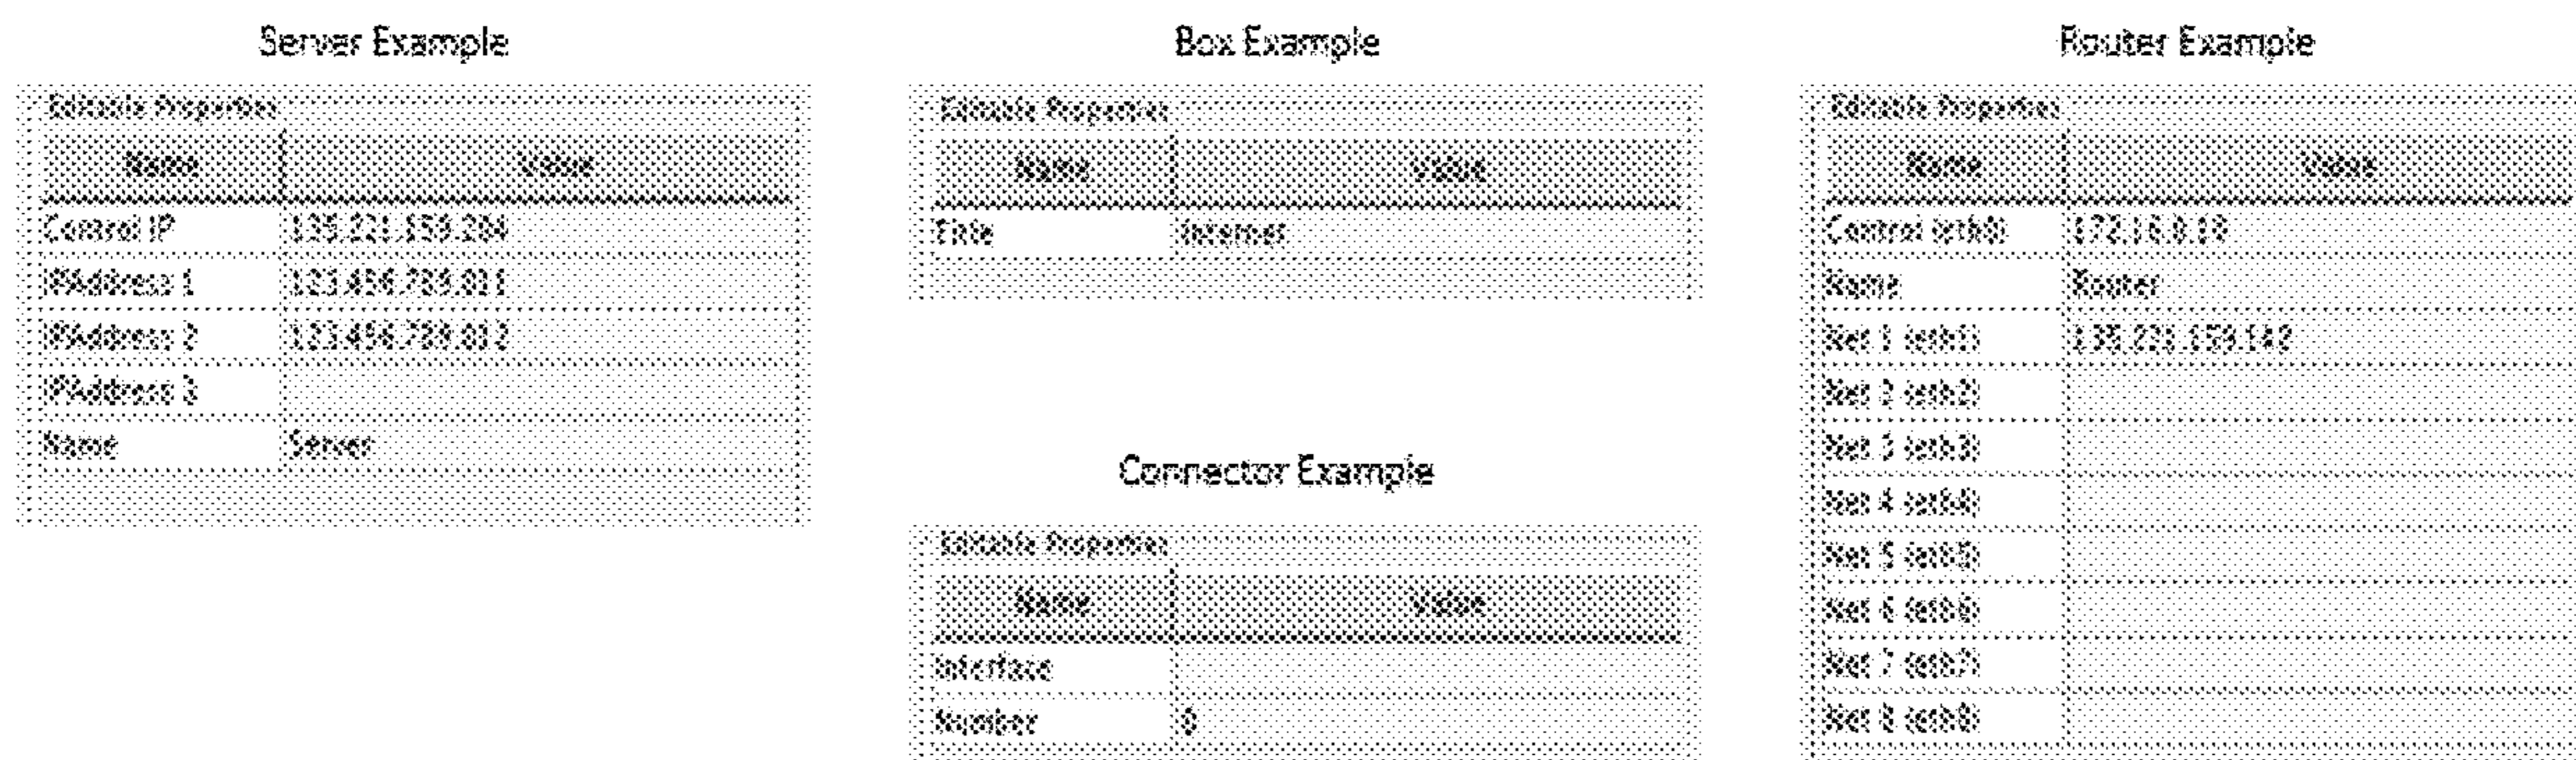 Server Example
Editable Properties
Name Value
Control IP 135.221.159.204
IPAddress 1 123.456.789.011
IPAddress 2 123.456.789.012
IPAddress 3
Name Server
Box Example
Editable Properties
Name Value
Title Internet
Connector Example
Editable Properties
Name Value
Interface
Number 0
Router Example
Editable Properties
Name Value
Control (eth0) 172.16.0.10
Name Router
Net 1 (eth1) 135.221.159.142
Net 2 (eth2)
Net 3 (eth3)
Net 4 (eth4)
Net 5 (eth5)
Net 6 (eth6)
Net 7 (eth7)
Net 8 (eth8)